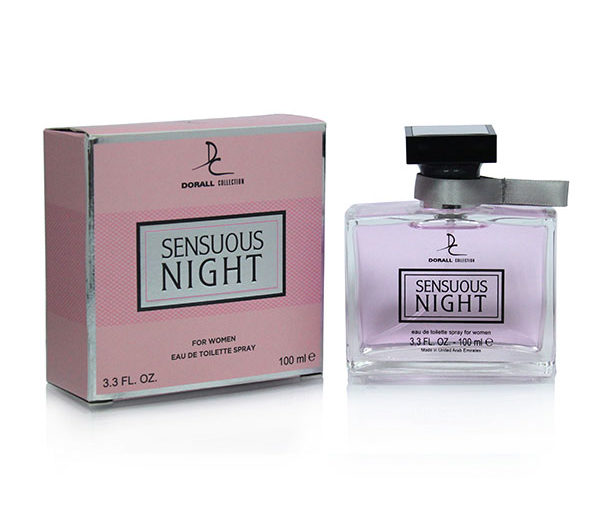 DC
DORALL COLLECTION
SENSUOUS
NIGHT
FOR WOMEN
EAU DE TOILETTE SPRAY
3.3 FL. OZ.
100 ml ℮
DC
DORALL COLLECTION
SENSUOUS
NIGHT
eau de toilette spray for women
3.3 FL. OZ. - 100 ml ℮
Made in United Arab Emirates